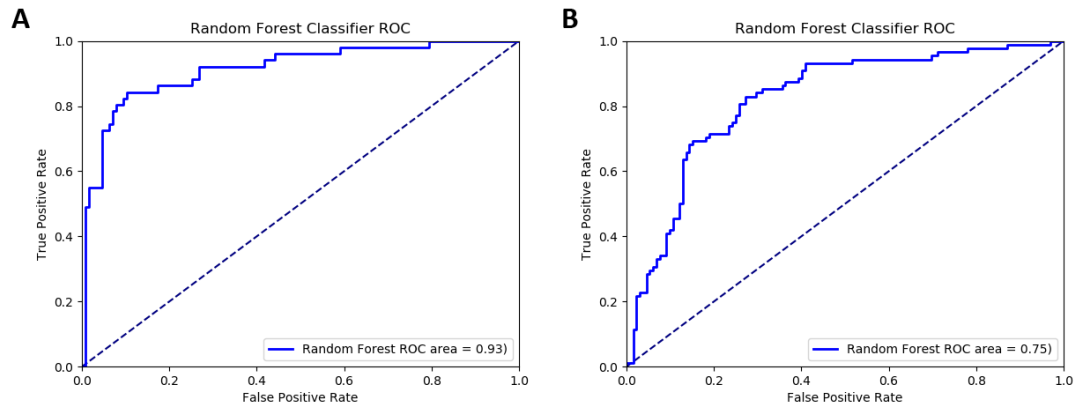 A
Random Forest Classifier ROC
1.0
0.8
0.6
0.4
0.2
0.0
True Positive Rate
0.0 0.2 0.4 0.6 0.8 1.0
False Positive Rate
Random Forest ROC area = 0.93)
B
Random Forest Classifier ROC
1.0
0.8
0.6
0.4
0.2
0.0
True Positive Rate
0.0 0.2 0.4 0.6 0.8 1.0
False Positive Rate
Random Forest ROC area = 0.75)